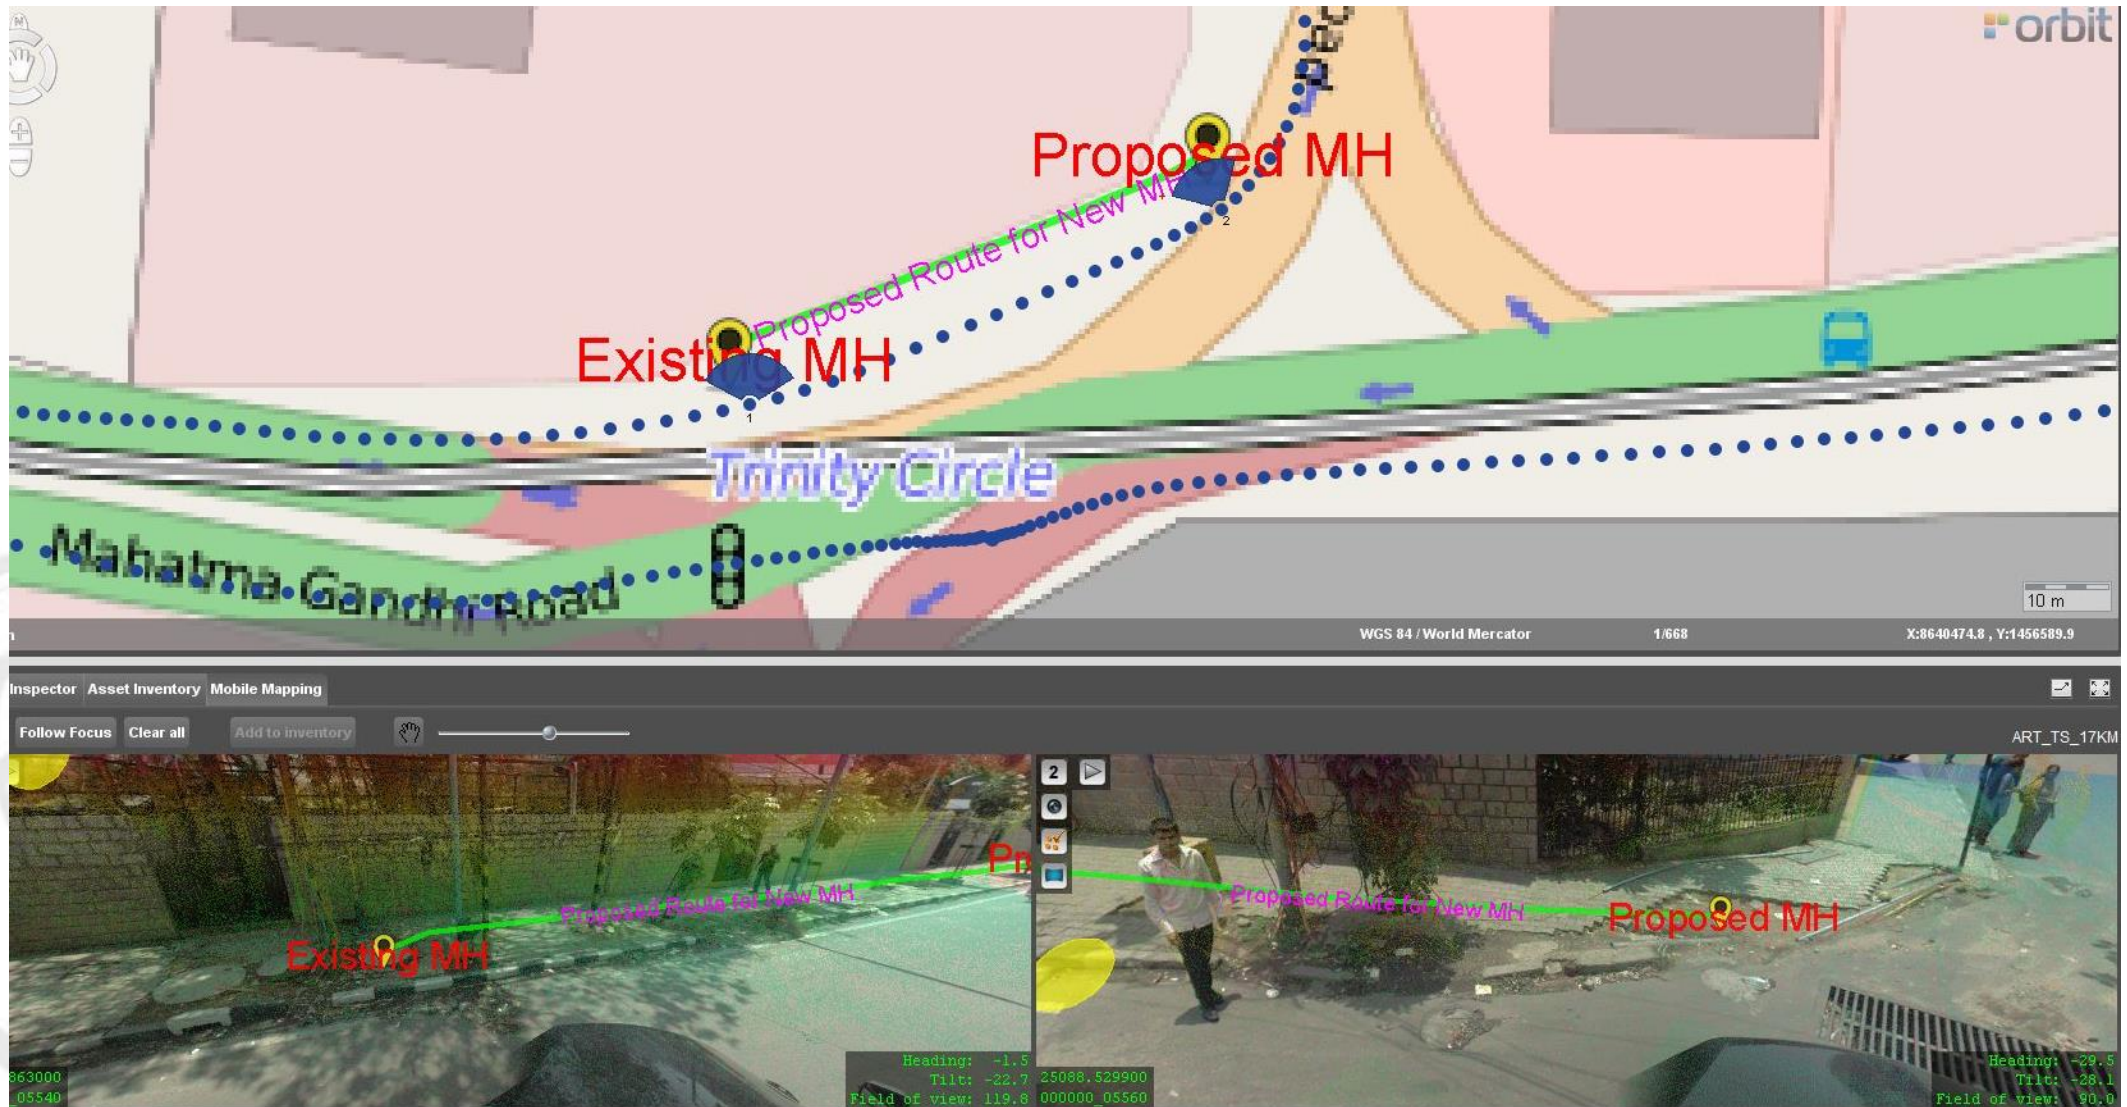 orbit
Proposed MH
Proposed Route for New MH
2
Existing MH
1
Trinity Circle
Mahatma Gandhi Road
10 m
WGS 84 / World Mercator
1/668
X:8640474.8 , Y:1456589.9
Inspector
Asset Inventory
Mobile Mapping
Follow Focus
Clear all
Add to inventory
ART_TS_17KM
2
Pr
Proposed Route for New MH
Existing MH
Proposed Route for New MH
Proposed MH
Heading: -1.5
Tilt: -22.7
Field of view: 119.8
863000
_05540
25088.529900
000000_05560
Heading: -29.5
Tilt: -28.1
Field of view: 90.0